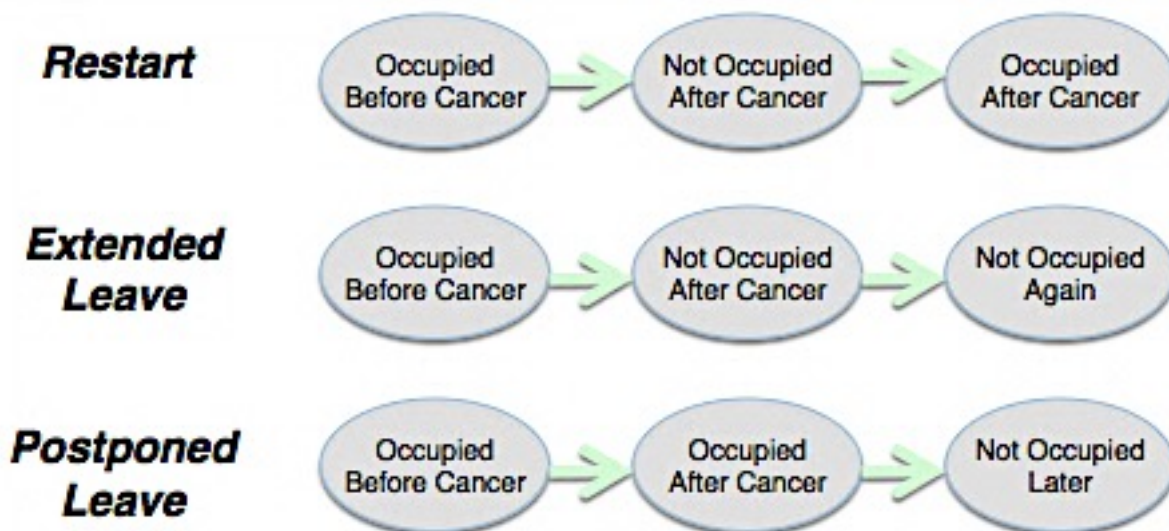 Restart
Occupied
Before Cancer
Not Occupied
After Cancer
Occupied
After Cancer
Extended
Leave
Occupied
Before Cancer
Not Occupied
After Cancer
Not Occupied
Again
Postponed
Leave
Occupied
Before Cancer
Occupied
After Cancer
Not Occupied
Later